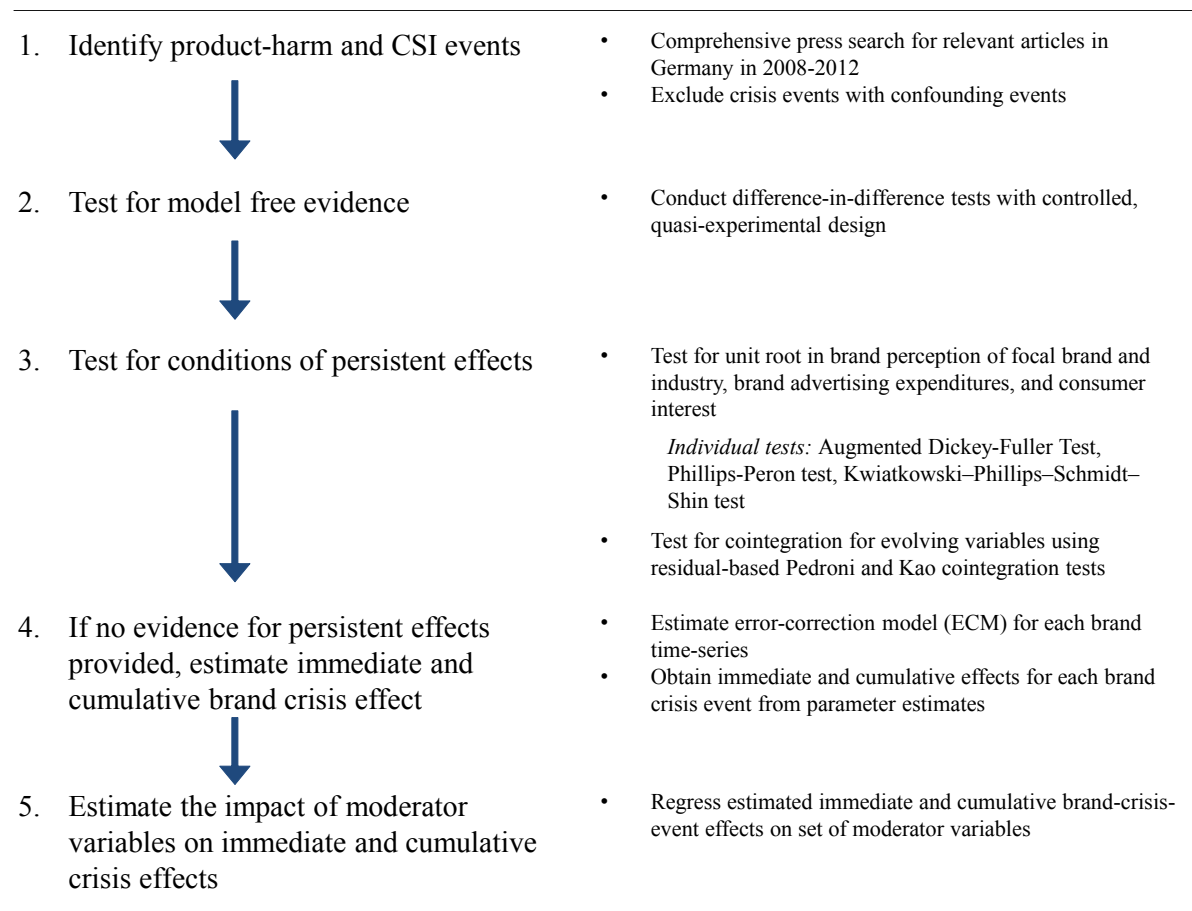 1. Identify product-harm and CSI events
• Comprehensive press search for relevant articles in
Germany in 2008-2012
• Exclude crisis events with confounding events
2. Test for model free evidence
• Conduct difference-in-difference tests with controlled,
quasi-experimental design
3. Test for conditions of persistent effects
• Test for unit root in brand perception of focal brand and
industry, brand advertising expenditures, and consumer
interest
Individual tests: Augmented Dickey-Fuller Test,
Phillips-Peron test, Kwiatkowski–Phillips–Schmidt–
Shin test
• Test for cointegration for evolving variables using
residual-based Pedroni and Kao cointegration tests
4. If no evidence for persistent effects
provided, estimate immediate and
cumulative brand crisis effect
• Estimate error-correction model (ECM) for each brand
time-series
• Obtain immediate and cumulative effects for each brand
crisis event from parameter estimates
5. Estimate the impact of moderator
variables on immediate and cumulative
crisis effects
• Regress estimated immediate and cumulative brand-crisis-
event effects on set of moderator variables